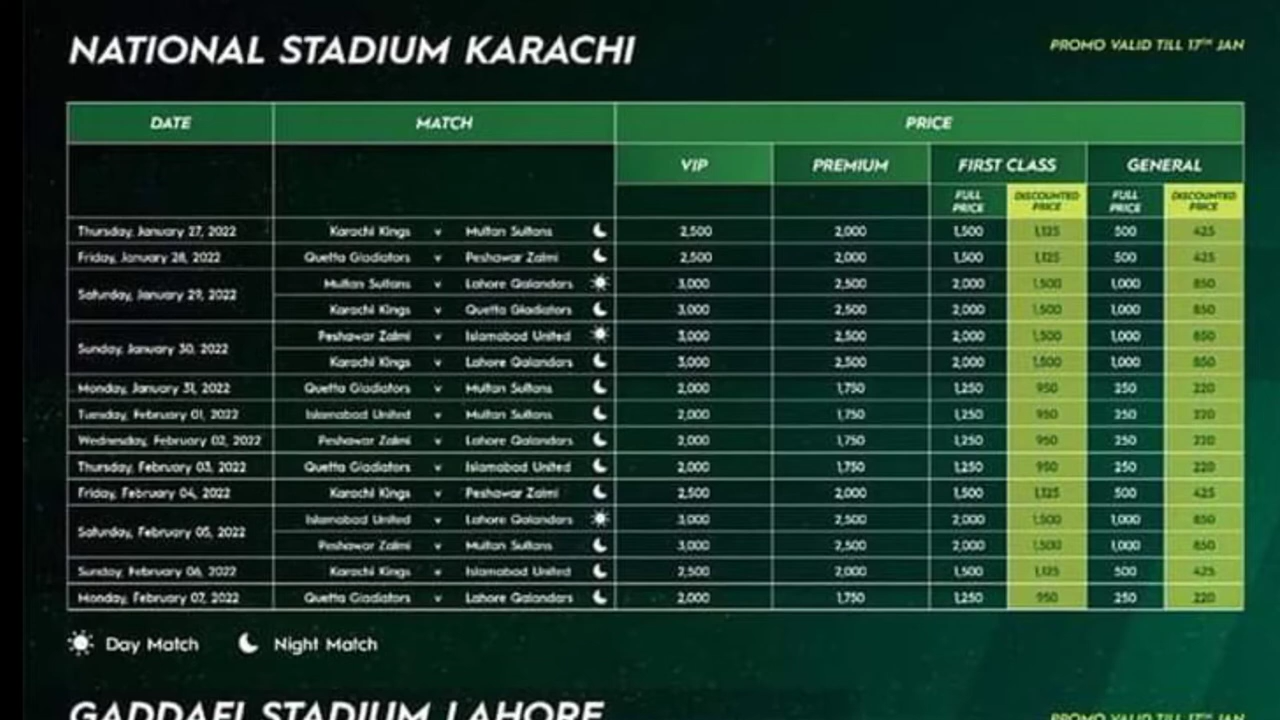 NATIONAL STADIUM KARACHI
PROMO VALID TILL 17TH JAN
DATE MATCH PRICE
VIP PREMIUM FIRST CLASS GENERAL
FULL PRICE DISCOUNTED PRICE FULL PRICE DISCOUNTED PRICE
Thursday, January 27, 2022 Karachi Kings v Multan Sultans 2,500 2,000 1,500 1,125 500 425
Friday, January 28, 2022 Quetta Gladiators v Peshawar Zalmi 2,500 2,000 1,500 1,125 500 425
Saturday, January 29, 2022 Multan Sultans v Lahore Qalandars 3,000 2,500 2,000 1,500 1,000 850
Karachi Kings v Quetta Gladiators 3,000 2,500 2,000 1,500 1,000 850
Sunday, January 30, 2022 Peshawar Zalmi v Islamabad United 3,000 2,500 2,000 1,500 1,000 850
Karachi Kings v Lahore Qalandars 3,000 2,500 2,000 1,500 1,000 850
Monday, January 31, 2022 Quetta Gladiators v Multan Sultans 2,000 1,750 1,250 950 250 220
Tuesday, February 01, 2022 Islamabad United v Multan Sultans 2,000 1,750 1,250 950 250 220
Wednesday, February 02, 2022 Peshawar Zalmi v Lahore Qalandars 2,000 1,750 1,250 950 250 220
Thursday, February 03, 2022 Quetta Gladiators v Islamabad United 2,000 1,750 1,250 950 250 220
Friday, February 04, 2022 Karachi Kings v Peshawar Zalmi 2,500 2,000 1,500 1,125 500 425
Saturday, February 05, 2022 Islamabad United v Lahore Qalandars 3,000 2,500 2,000 1,500 1,000 850
Peshawar Zalmi v Multan Sultans 3,000 2,500 2,000 1,500 1,000 850
Sunday, February 06, 2022 Karachi Kings v Islamabad United 2,500 2,000 1,500 1,125 500 425
Monday, February 07, 2022 Quetta Gladiators v Lahore Qalandars 2,000 1,750 1,250 950 250 220
Day Match Night Match
GADDAFI STADIUM LAHORE
PROMO VALID TILL 17TH JAN